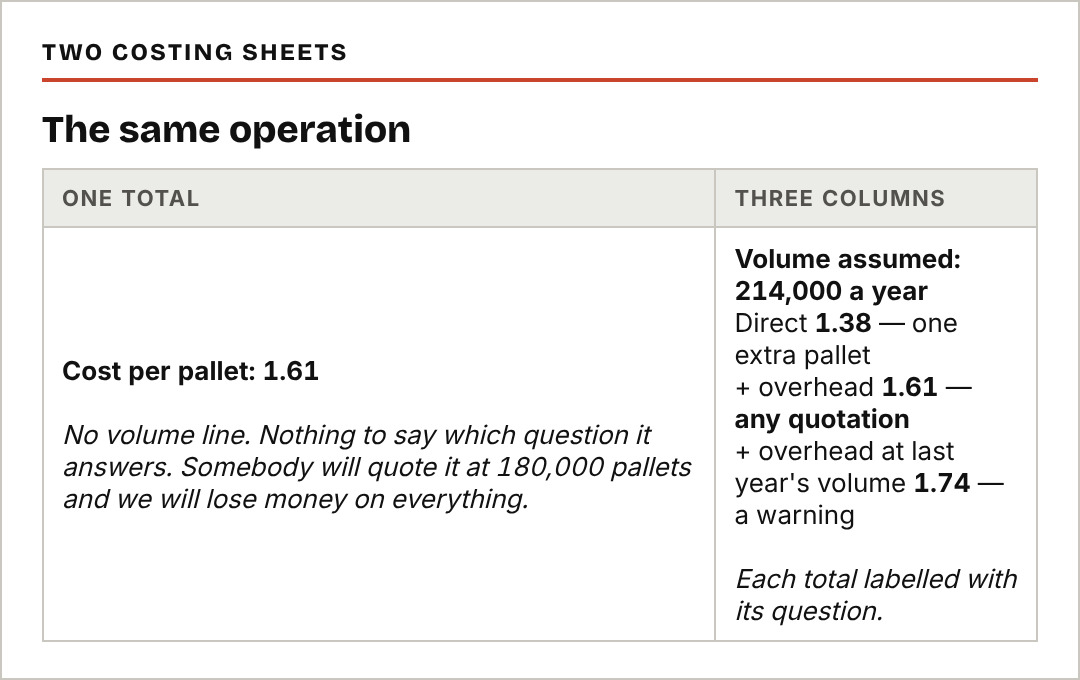 TWO COSTING SHEETS
The same operation
ONE TOTAL
THREE COLUMNS
Cost per pallet: 1.61
No volume line. Nothing to say which question it
answers. Somebody will quote it at 180,000 pallets
and we will lose money on everything.
Volume assumed:
214,000 a year
Direct 1.38 — one
extra pallet
+ overhead 1.61 —
any quotation
+ overhead at last
year's volume 1.74 —
a warning
Each total labelled with
its question.